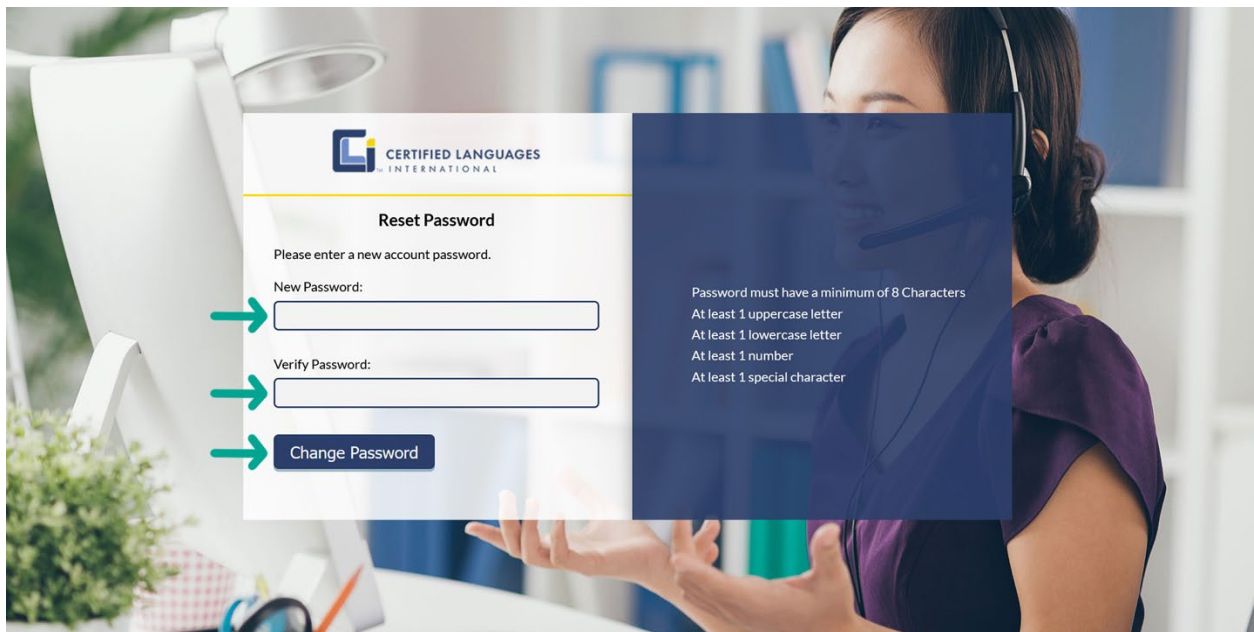 CERTIFIED LANGUAGES
INTERNATIONAL
Reset Password
Please enter a new account password.
New Password:
Verify Password:
Change Password
Password must have a minimum of 8 Characters
At least 1 uppercase letter
At least 1 lowercase letter
At least 1 number
At least 1 special character